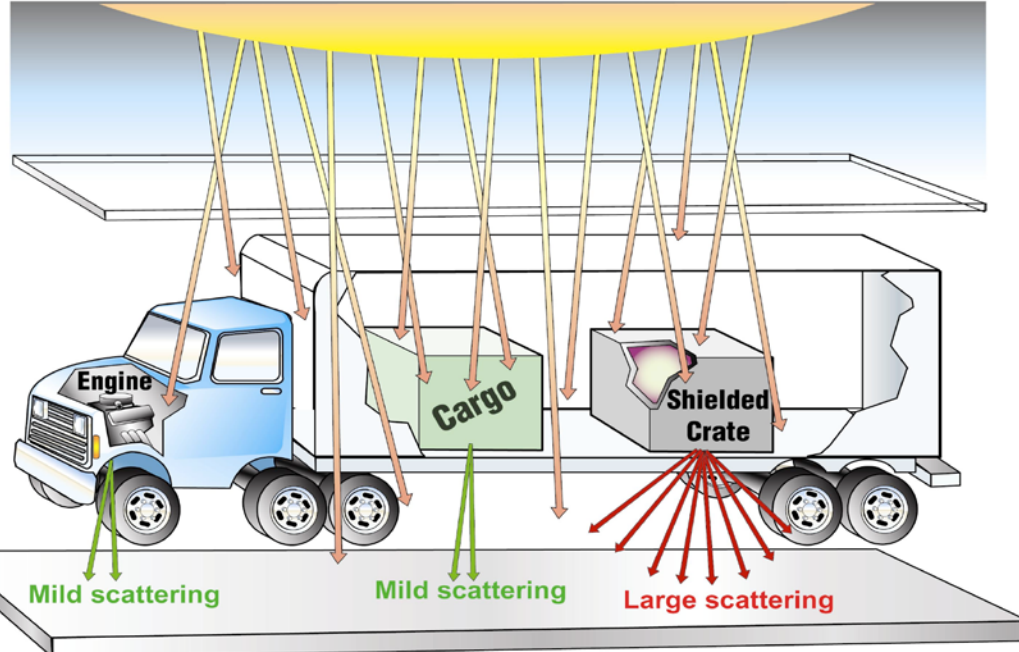 Engine
Cargo
Shielded
Crate
Mild scattering
Mild scattering
Large scattering